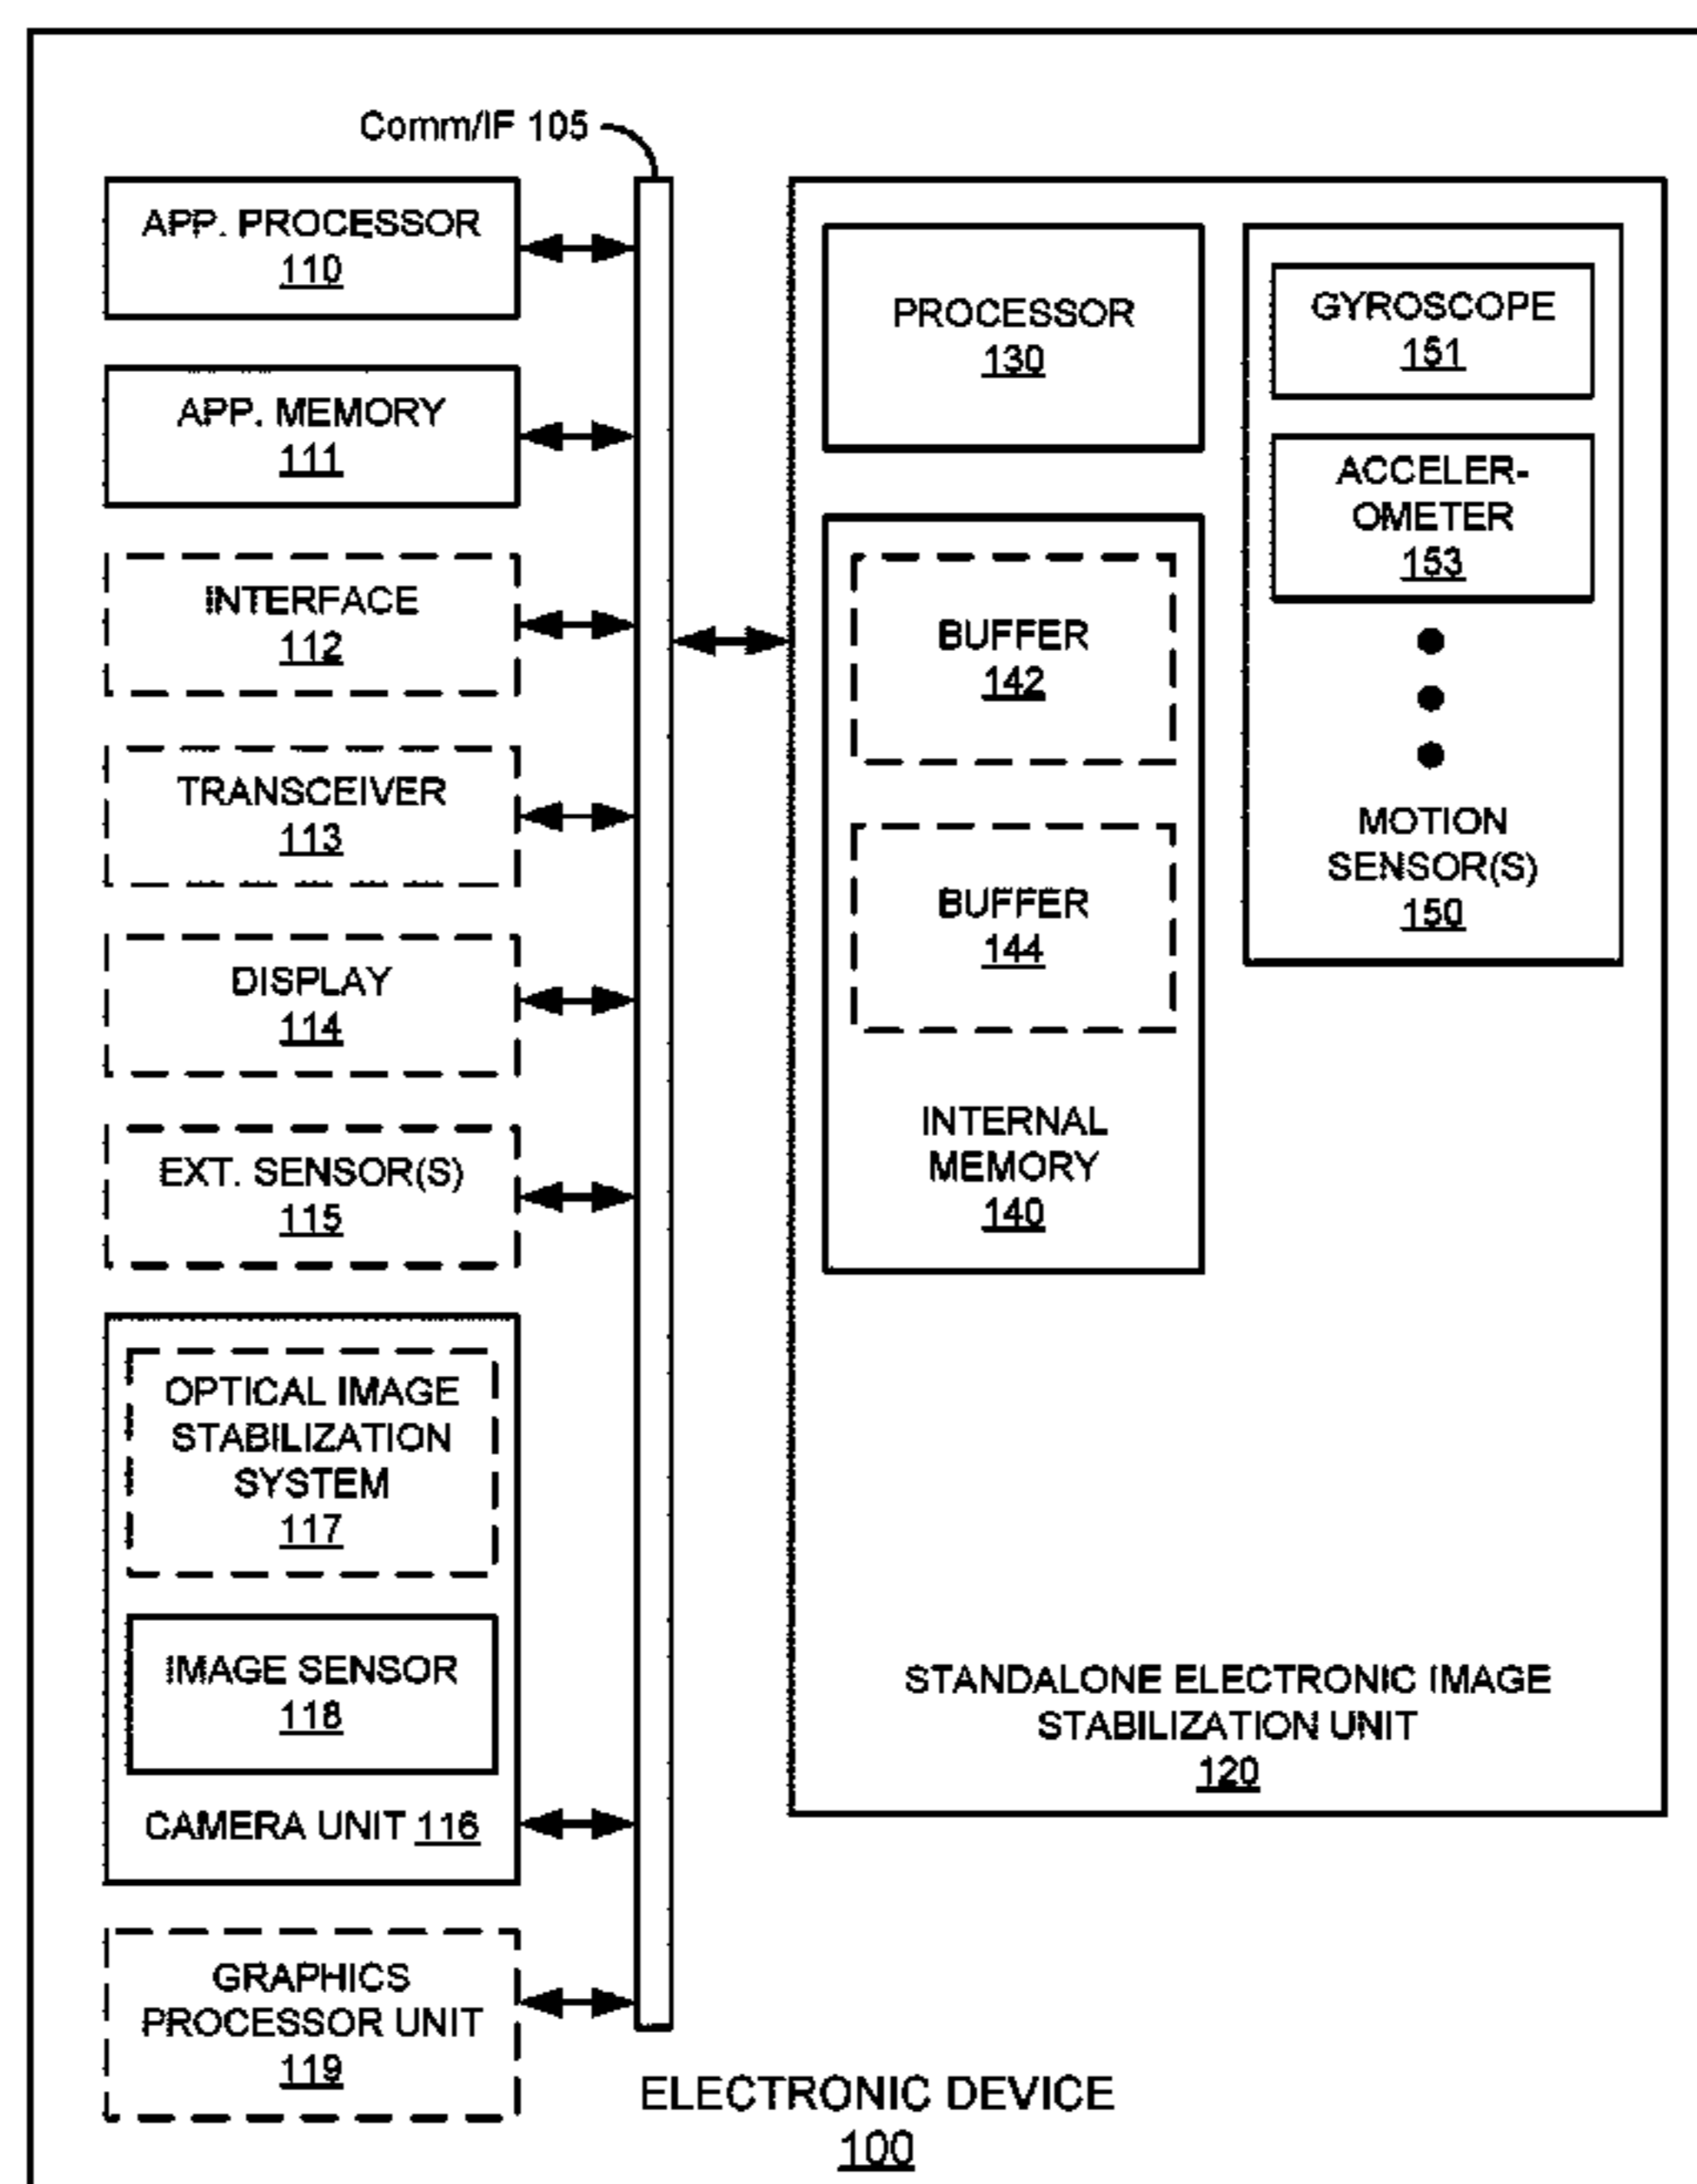 Comm/IF 105
APP. PROCESSOR
110
APP. MEMORY
111
INTERFACE
112
TRANSCEIVER
113
DISPLAY
114
EXT. SENSOR(S)
115
OPTICAL IMAGE
STABILIZATION
SYSTEM
117
IMAGE SENSOR
118
CAMERA UNIT 116
GRAPHICS
PROCESSOR UNIT
119
PROCESSOR
130
BUFFER
142
BUFFER
144
INTERNAL
MEMORY
140
GYROSCOPE
151
ACCELER-
OMETER
153
MOTION
SENSOR(S)
150
STANDALONE ELECTRONIC IMAGE
STABILIZATION UNIT
120
ELECTRONIC DEVICE
100